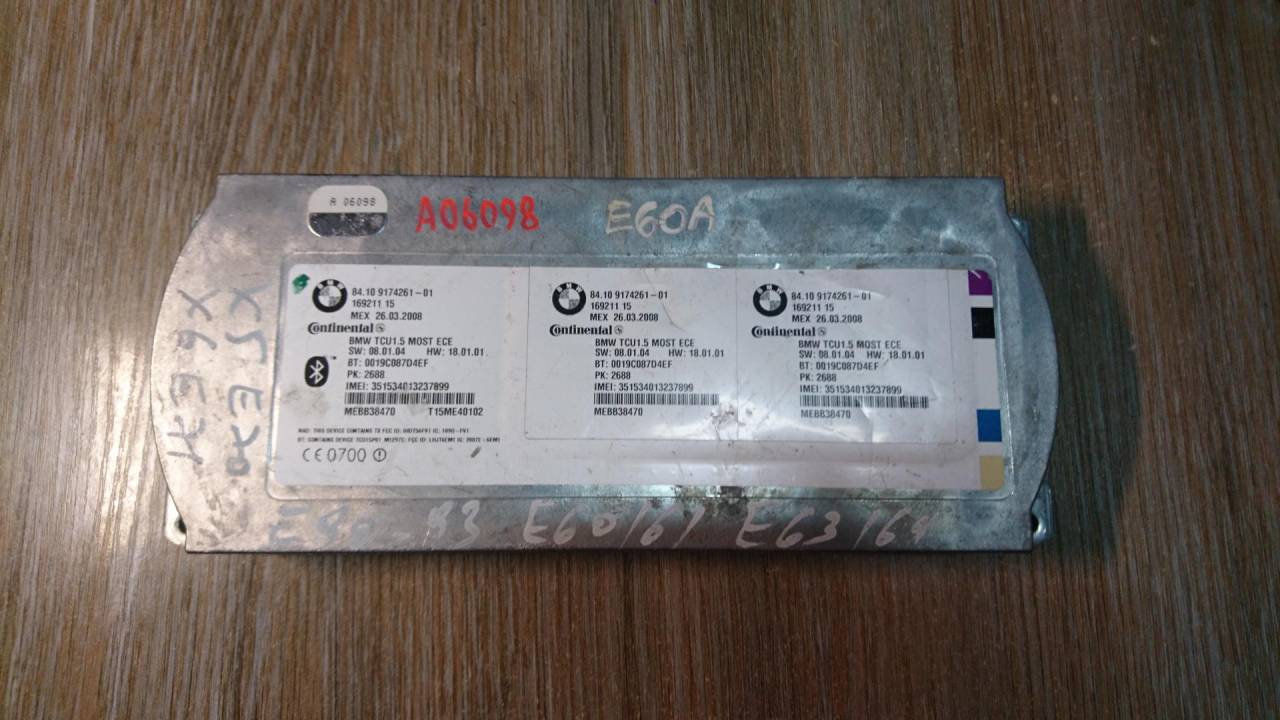 A 06098
A06098
E60A
84.10 9174261-01
169211 15
MEX 26.03.2008
Continental
BMW TCU1.5 MOST ECE
SW: 08.01.04 HW: 18.01.01
BT: 0019C087D4EF
PK: 2688
IMEI: 351534013237899
MEBB38470 T15ME40102
CE0700
84.10 9174261-01
169211 15
MEX 26.03.2008
Continental
BMW TCU1.5 MOST ECE
SW: 08.01.04 HW: 18.01.01
BT: 0019C087D4EF
PK: 2688
IMEI: 351534013237899
MEBB38470
84.10 9174261-01
169211 15
MEX 26.03.2008
Continental
BMW TCU1.5 MOST ECE
SW: 08.01.04 HW: 18.01.01
BT: 0019C087D4EF
PK: 2688
IMEI: 351534013237899
MEBB38470
E60/61 E63/64
X5 E70
X6 E71